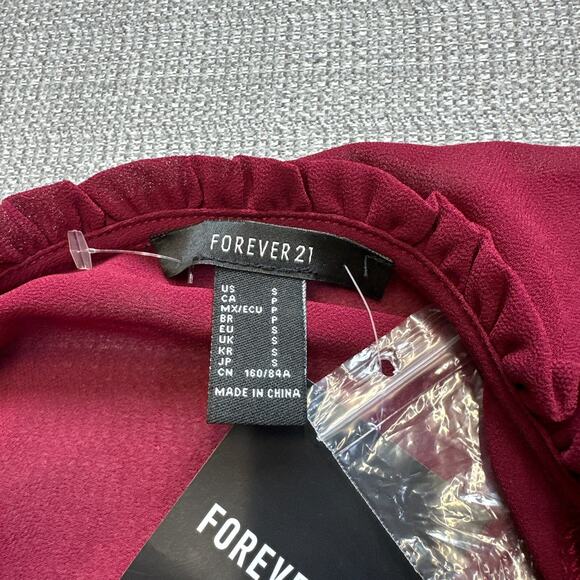 FOREVER 21
US S
CA P
MX/ECU P
BR P
EU S
UK S
KR S
JP S
CN 160/84A
MADE IN CHINA
FOREVER